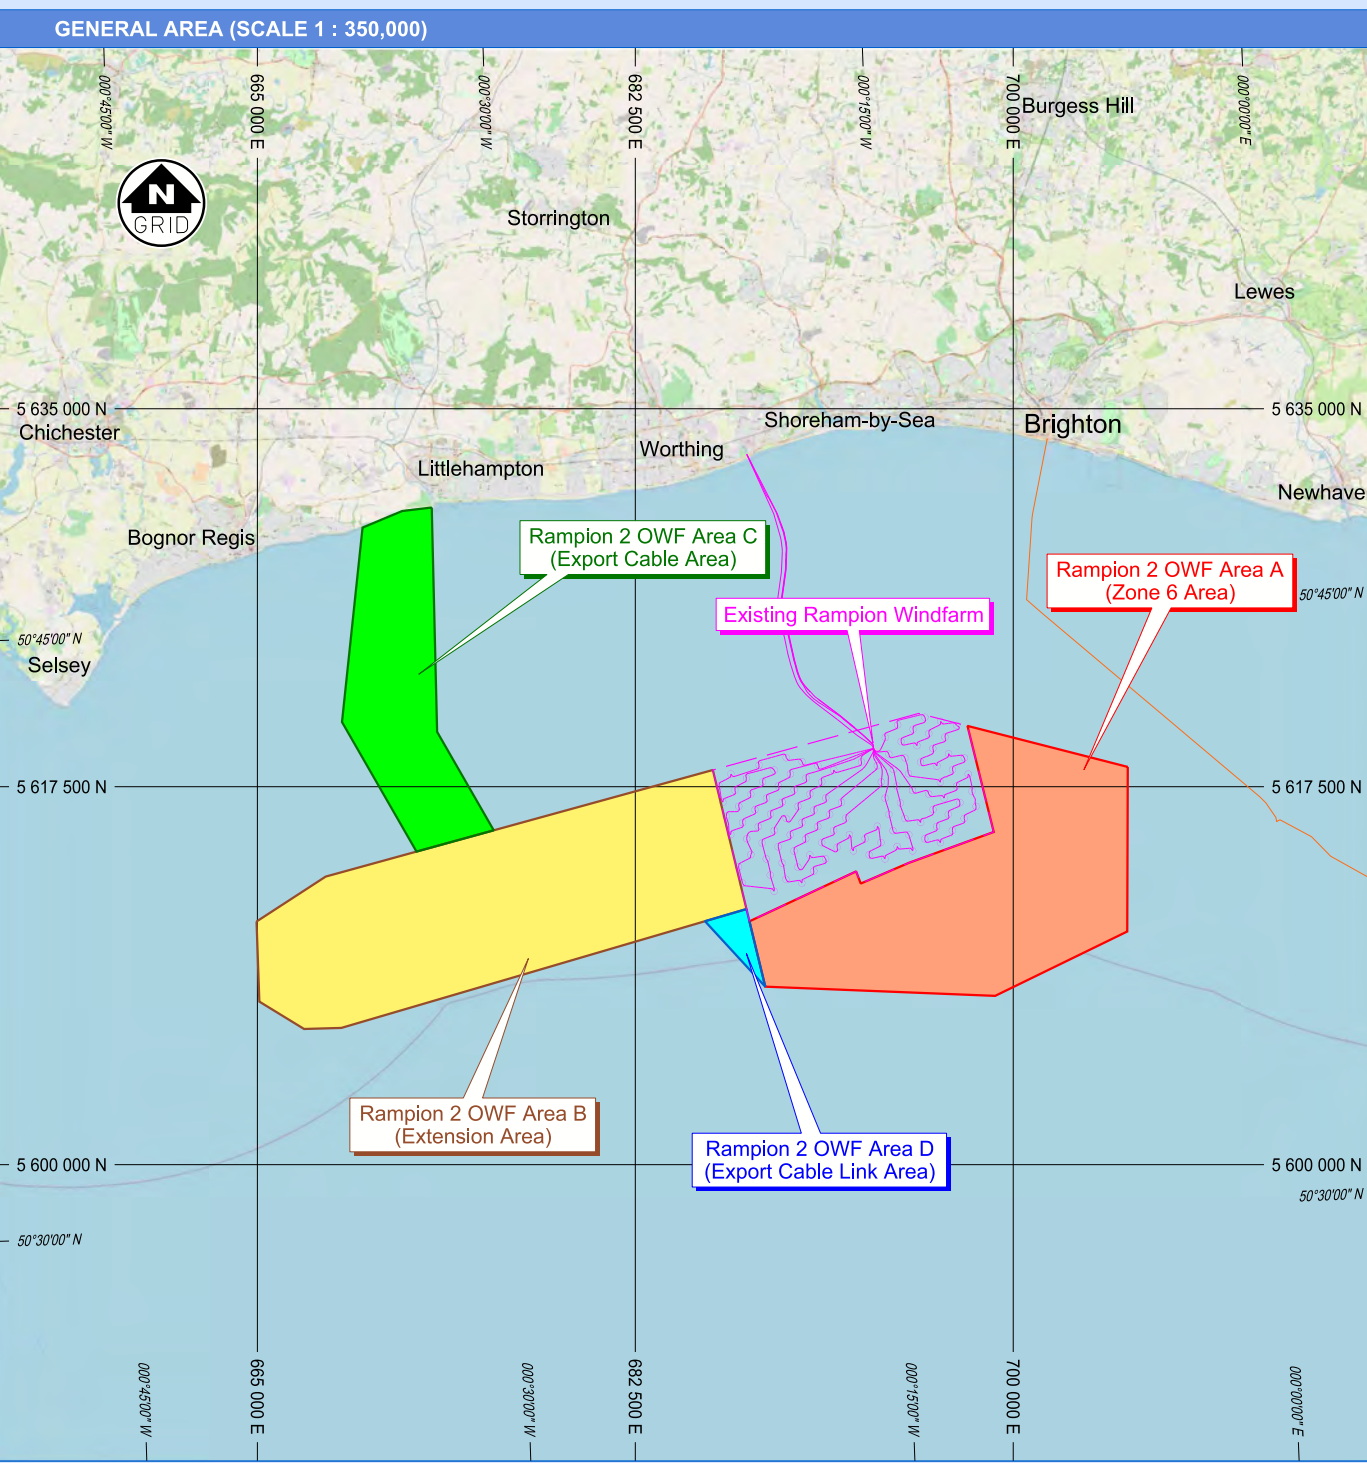 GENERAL AREA (SCALE 1 : 350,000)
000°45'00" W
665 000 E
000°30'00" W
682 500 E
000°15'00" W
700 000 E
000°00'00" E
Burgess Hill
N
GRID
Storrington
Lewes
5 635 000 N
5 635 000 N
Chichester
Shoreham-by-Sea
Brighton
Worthing
Littlehampton
Newhave
Bognor Regis
Rampion 2 OWF Area C
(Export Cable Area)
Rampion 2 OWF Area A
(Zone 6 Area)
50°45'00" N
Existing Rampion Windfarm
50°45'00" N
Selsey
5 617 500 N
5 617 500 N
Rampion 2 OWF Area B
(Extension Area)
Rampion 2 OWF Area D
(Export Cable Link Area)
5 600 000 N
5 600 000 N
50°30'00" N
50°30'00" N
000°45'00" W
665 000 E
000°30'00" W
682 500 E
000°15'00" W
700 000 E
000°00'00" E